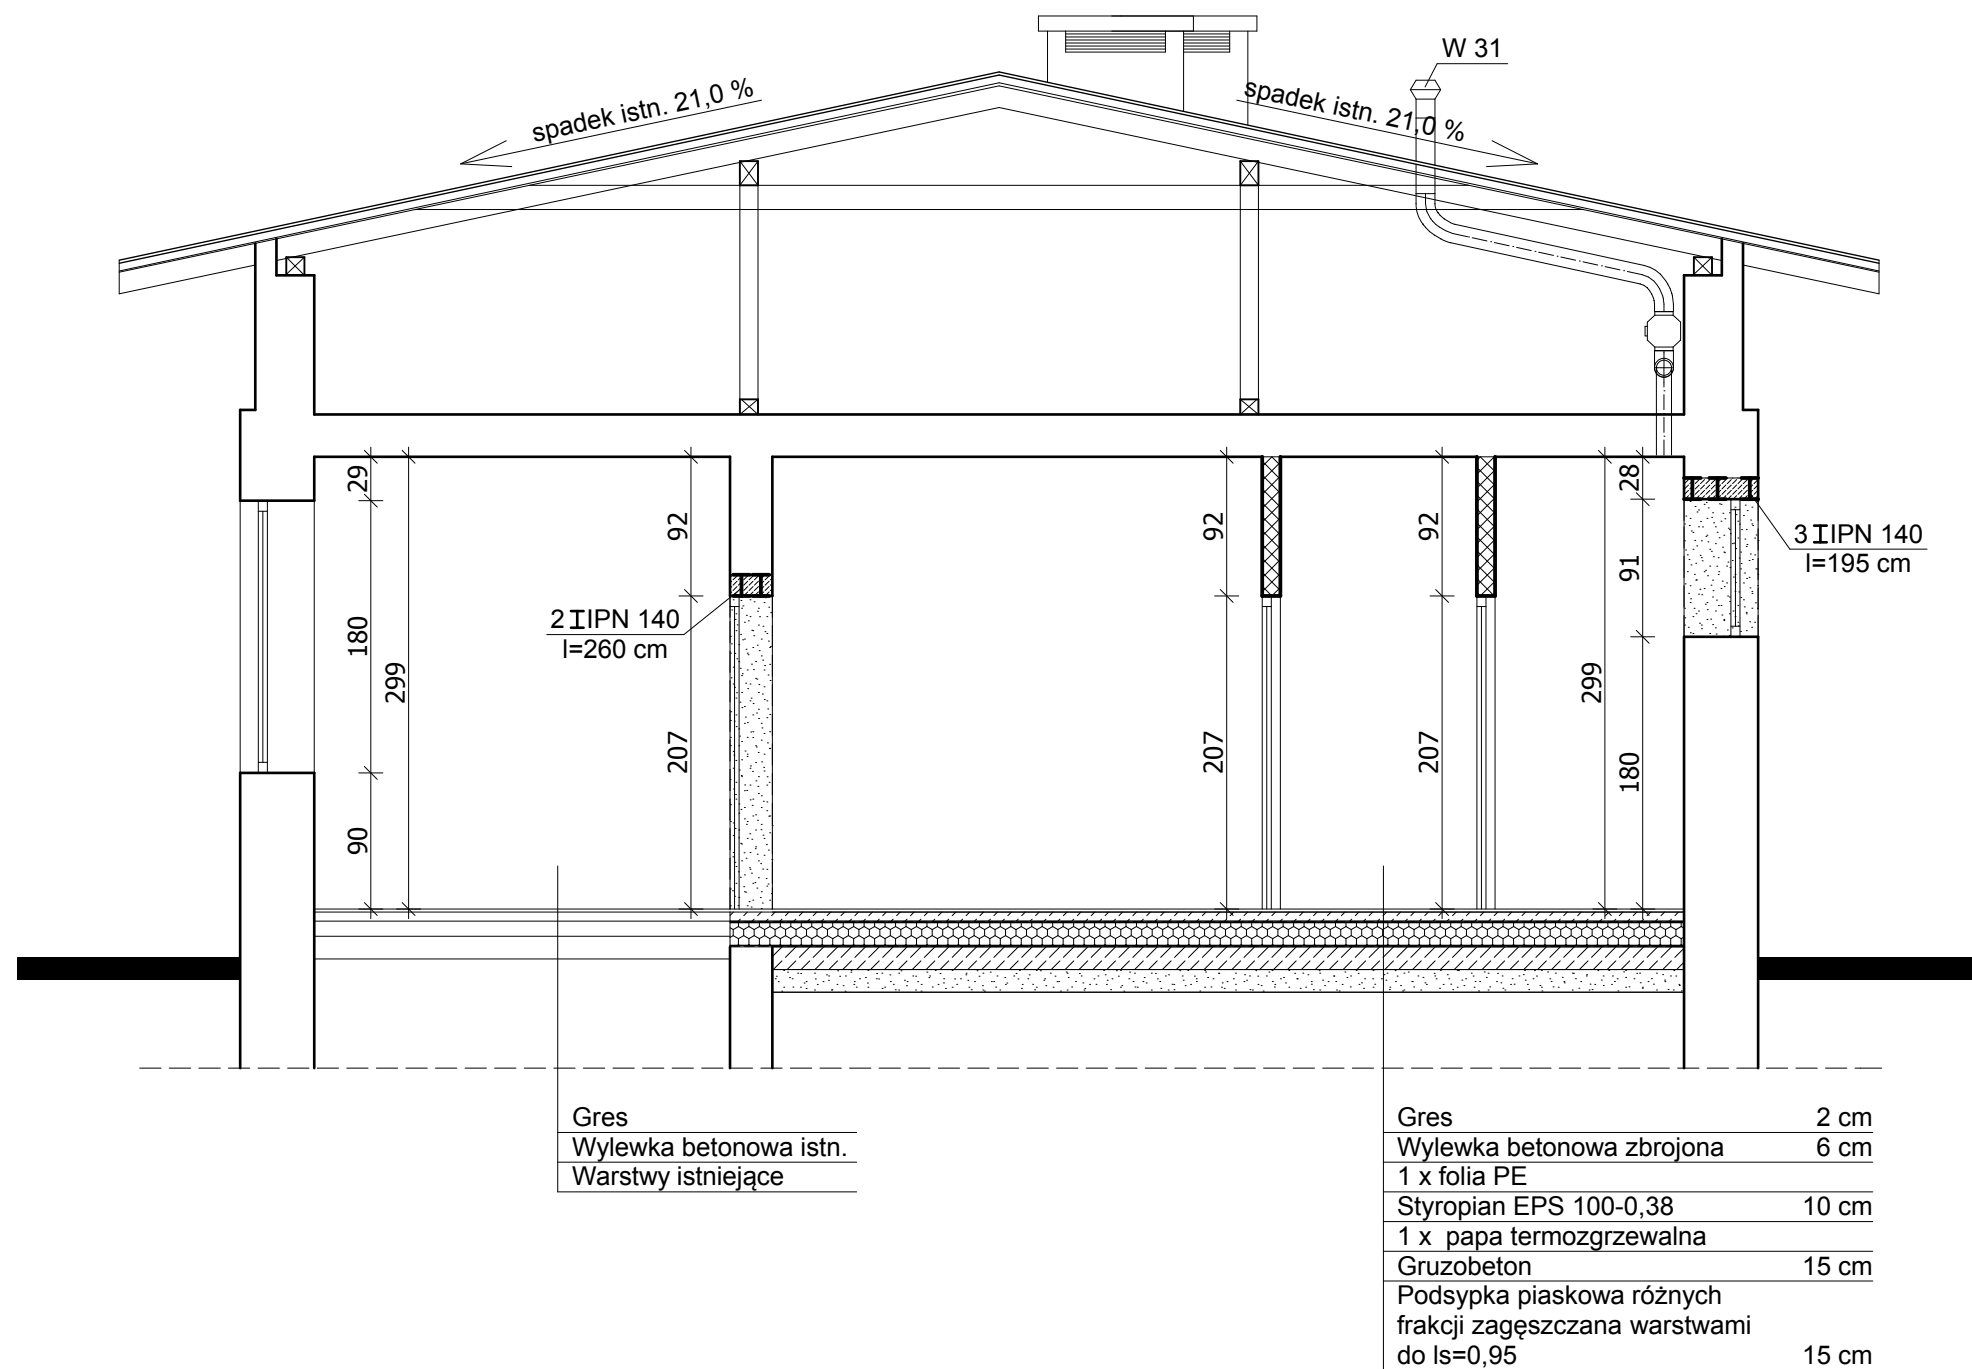 W 31
spadek istn. 21,0 %
spadek istn. 21,0 %
29
180
90
299
92
207
2 IPN 140
l=260 cm
92
207
92
207
299
28
91
180
3 IPN 140
l=195 cm
Gres
Wylewka betonowa istn.
Warstwy istniejące
Gres 2 cm
Wylewka betonowa zbrojona 6 cm
1 x folia PE
Styropian EPS 100-0,38 10 cm
1 x papa termozgrzewalna
Gruzobeton 15 cm
Podsypka piaskowa różnych
frakcji zagęszczana warstwami
do Is=0,95 15 cm